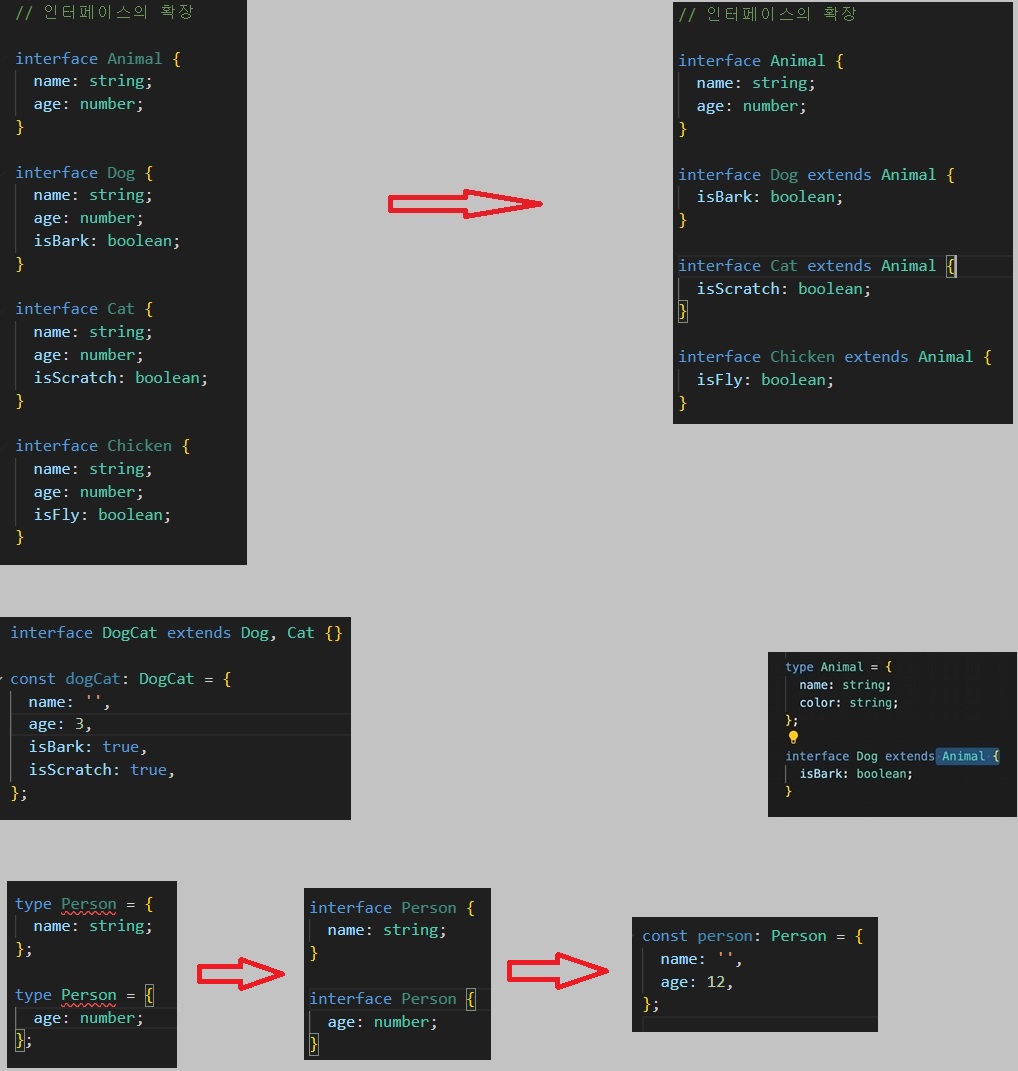 // 인터페이스의 확장
interface Animal {
name: string;
age: number;
}
interface Dog {
name: string;
age: number;
isBark: boolean;
}
interface Cat {
name: string;
age: number;
isScratch: boolean;
}
interface Chicken {
name: string;
age: number;
isFly: boolean;
}
// 인터페이스의 확장
interface Animal {
name: string;
age: number;
}
interface Dog extends Animal {
isBark: boolean;
}
interface Cat extends Animal {
isScratch: boolean;
}
interface Chicken extends Animal {
isFly: boolean;
}
interface DogCat extends Dog, Cat {}
const dogCat: DogCat = {
name: '',
age: 3,
isBark: true,
isScratch: true,
};
type Animal = {
name: string;
color: string;
};
interface Dog extends Animal {
isBark: boolean;
}
type Person = {
name: string;
};
type Person = {
age: number;
};
interface Person {
name: string;
}
interface Person {
age: number;
}
const person: Person = {
name: '',
age: 12,
};